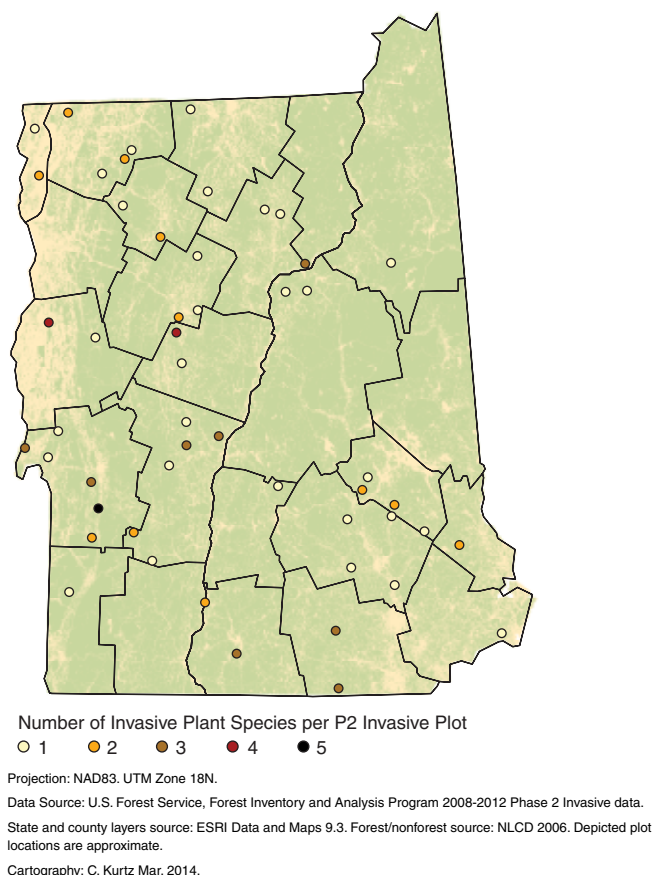 Number of Invasive Plant Species per P2 Invasive Plot
1 2 3 4 5
Projection: NAD83. UTM Zone 18N.
Data Source: U.S. Forest Service, Forest Inventory and Analysis Program 2008-2012 Phase 2 Invasive data.
State and county layers source: ESRI Data and Maps 9.3. Forest/nonforest source: NLCD 2006. Depicted plot
locations are approximate.
Cartography: C. Kurtz Mar. 2014.